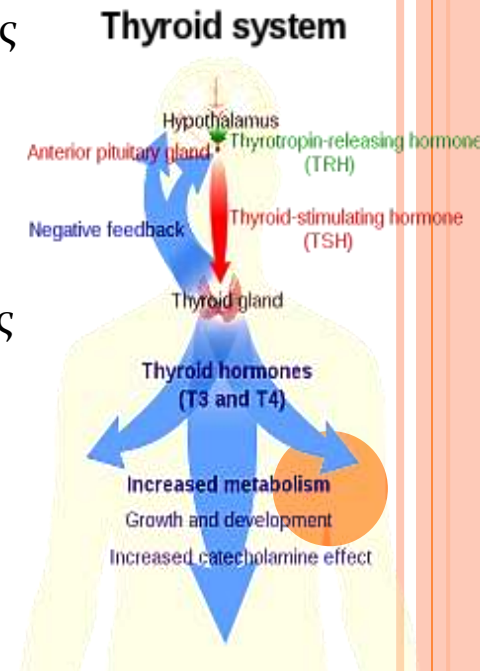 ς
Thyroid system
Hypothalamus
Anterior pituitary gland
Thyrotropin-releasing hormone
(TRH)
Negative feedback
Thyroid-stimulating hormone
(TSH)
Thyroid gland
ς
Thyroid hormones
(T3 and T4)
Increased metabolism
Growth and development
Increased catecholamine effect